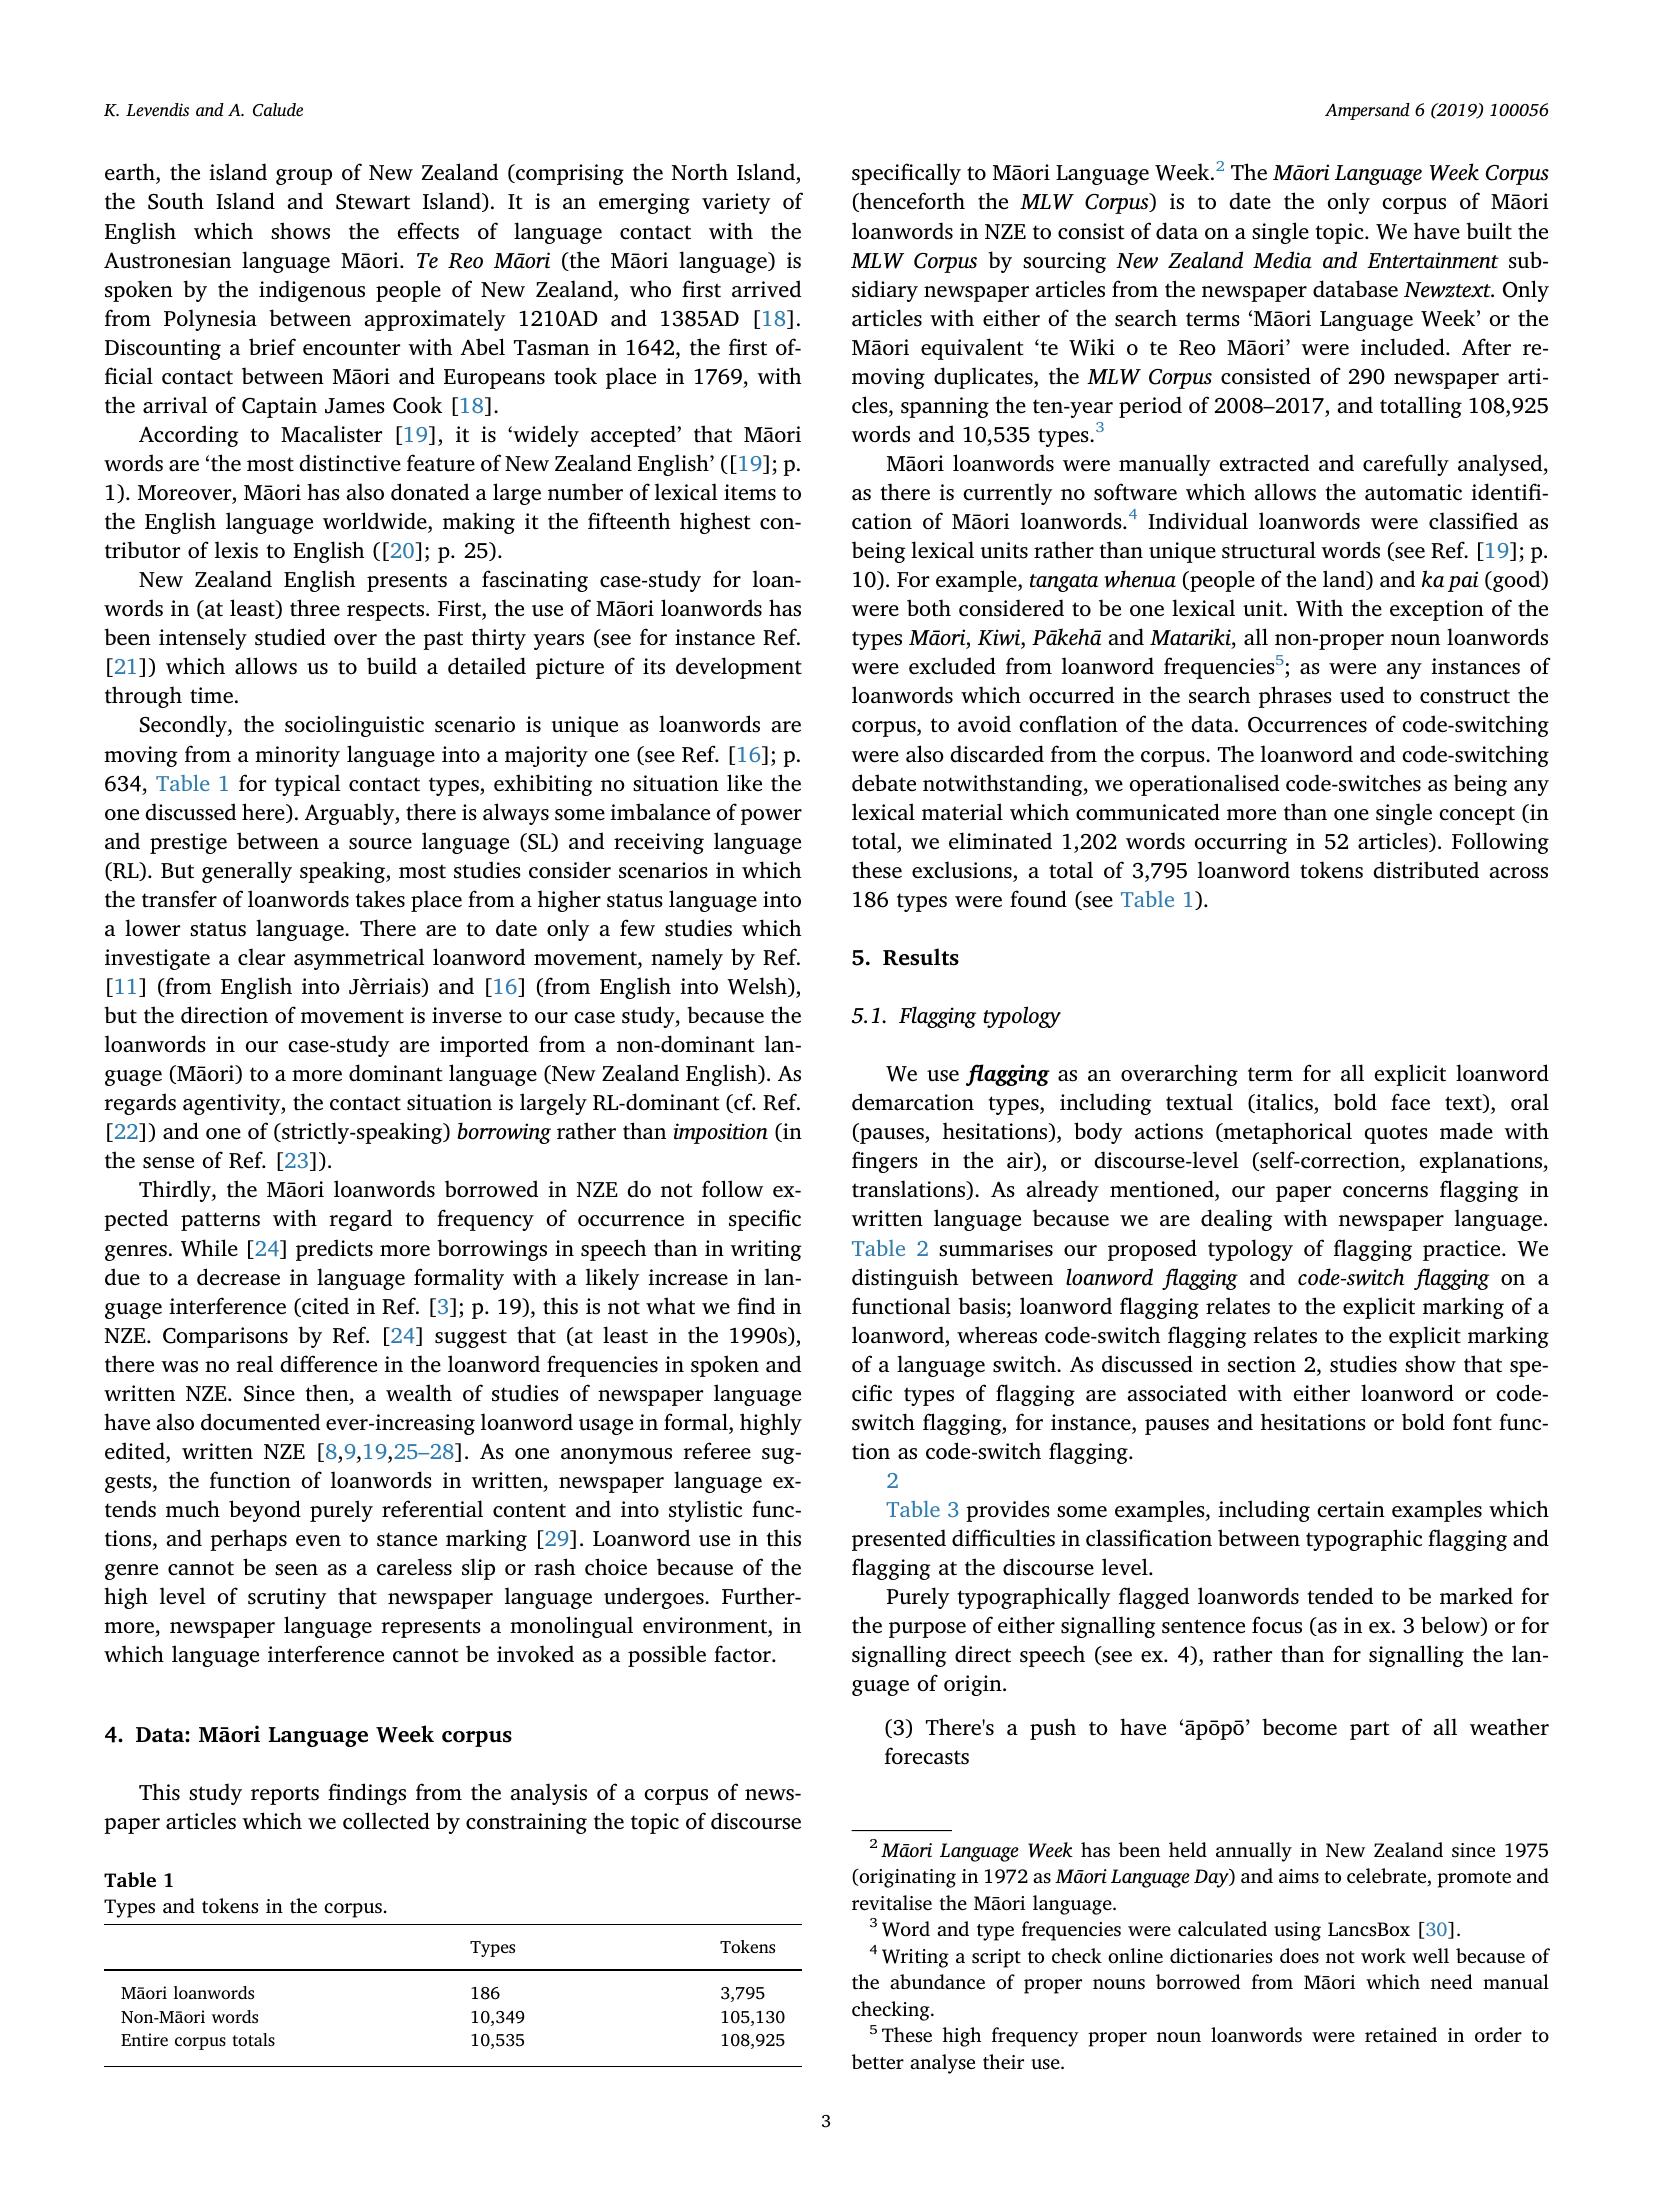 K. Levendis and A. Calude
Ampersand 6 (2019) 100056
earth, the island group of New Zealand (comprising the North Island,
the South Island and Stewart Island). It is an emerging variety of
English which shows the effects of language contact with the
Austronesian language Māori. Te Reo Māori (the Māori language) is
spoken by the indigenous people of New Zealand, who first arrived
from Polynesia between approximately 1210AD and 1385AD [18].
Discounting a brief encounter with Abel Tasman in 1642, the first of-
ficial contact between Māori and Europeans took place in 1769, with
the arrival of Captain James Cook [18].
According to Macalister [19], it is ‘widely accepted’ that Māori
words are ‘the most distinctive feature of New Zealand English’ ([19]; p.
1). Moreover, Māori has also donated a large number of lexical items to
the English language worldwide, making it the fifteenth highest con-
tributor of lexis to English ([20]; p. 25).
New Zealand English presents a fascinating case-study for loan-
words in (at least) three respects. First, the use of Māori loanwords has
been intensely studied over the past thirty years (see for instance Ref.
[21]) which allows us to build a detailed picture of its development
through time.
Secondly, the sociolinguistic scenario is unique as loanwords are
moving from a minority language into a majority one (see Ref. [16]; p.
634, Table 1 for typical contact types, exhibiting no situation like the
one discussed here). Arguably, there is always some imbalance of power
and prestige between a source language (SL) and receiving language
(RL). But generally speaking, most studies consider scenarios in which
the transfer of loanwords takes place from a higher status language into
a lower status language. There are to date only a few studies which
investigate a clear asymmetrical loanword movement, namely by Ref.
[11] (from English into Jèrriais) and [16] (from English into Welsh),
but the direction of movement is inverse to our case study, because the
loanwords in our case-study are imported from a non-dominant lan-
guage (Māori) to a more dominant language (New Zealand English). As
regards agentivity, the contact situation is largely RL-dominant (cf. Ref.
[22]) and one of (strictly-speaking) borrowing rather than imposition (in
the sense of Ref. [23]).
Thirdly, the Māori loanwords borrowed in NZE do not follow ex-
pected patterns with regard to frequency of occurrence in specific
genres. While [24] predicts more borrowings in speech than in writing
due to a decrease in language formality with a likely increase in lan-
guage interference (cited in Ref. [3]; p. 19), this is not what we find in
NZE. Comparisons by Ref. [24] suggest that (at least in the 1990s),
there was no real difference in the loanword frequencies in spoken and
written NZE. Since then, a wealth of studies of newspaper language
have also documented ever-increasing loanword usage in formal, highly
edited, written NZE [8,9,19,25–28]. As one anonymous referee sug-
gests, the function of loanwords in written, newspaper language ex-
tends much beyond purely referential content and into stylistic func-
tions, and perhaps even to stance marking [29]. Loanword use in this
genre cannot be seen as a careless slip or rash choice because of the
high level of scrutiny that newspaper language undergoes. Further-
more, newspaper language represents a monolingual environment, in
which language interference cannot be invoked as a possible factor.
4. Data: Māori Language Week corpus
This study reports findings from the analysis of a corpus of news-
paper articles which we collected by constraining the topic of discourse
Table 1
Types and tokens in the corpus.
Types Tokens
Māori loanwords 186 3,795
Non-Māori words 10,349 105,130
Entire corpus totals 10,535 108,925
specifically to Māori Language Week.2 The Māori Language Week Corpus
(henceforth the MLW Corpus) is to date the only corpus of Māori
loanwords in NZE to consist of data on a single topic. We have built the
MLW Corpus by sourcing New Zealand Media and Entertainment sub-
sidiary newspaper articles from the newspaper database Newztext. Only
articles with either of the search terms ‘Māori Language Week’ or the
Māori equivalent ‘te Wiki o te Reo Māori’ were included. After re-
moving duplicates, the MLW Corpus consisted of 290 newspaper arti-
cles, spanning the ten-year period of 2008–2017, and totalling 108,925
words and 10,535 types.3
Māori loanwords were manually extracted and carefully analysed,
as there is currently no software which allows the automatic identifi-
cation of Māori loanwords.4 Individual loanwords were classified as
being lexical units rather than unique structural words (see Ref. [19]; p.
10). For example, tangata whenua (people of the land) and ka pai (good)
were both considered to be one lexical unit. With the exception of the
types Māori, Kiwi, Pākehā and Matariki, all non-proper noun loanwords
were excluded from loanword frequencies5; as were any instances of
loanwords which occurred in the search phrases used to construct the
corpus, to avoid conflation of the data. Occurrences of code-switching
were also discarded from the corpus. The loanword and code-switching
debate notwithstanding, we operationalised code-switches as being any
lexical material which communicated more than one single concept (in
total, we eliminated 1,202 words occurring in 52 articles). Following
these exclusions, a total of 3,795 loanword tokens distributed across
186 types were found (see Table 1).
5. Results
5.1. Flagging typology
We use flagging as an overarching term for all explicit loanword
demarcation types, including textual (italics, bold face text), oral
(pauses, hesitations), body actions (metaphorical quotes made with
fingers in the air), or discourse-level (self-correction, explanations,
translations). As already mentioned, our paper concerns flagging in
written language because we are dealing with newspaper language.
Table 2 summarises our proposed typology of flagging practice. We
distinguish between loanword flagging and code-switch flagging on a
functional basis; loanword flagging relates to the explicit marking of a
loanword, whereas code-switch flagging relates to the explicit marking
of a language switch. As discussed in section 2, studies show that spe-
cific types of flagging are associated with either loanword or code-
switch flagging, for instance, pauses and hesitations or bold font func-
tion as code-switch flagging.
2
Table 3 provides some examples, including certain examples which
presented difficulties in classification between typographic flagging and
flagging at the discourse level.
Purely typographically flagged loanwords tended to be marked for
the purpose of either signalling sentence focus (as in ex. 3 below) or for
signalling direct speech (see ex. 4), rather than for signalling the lan-
guage of origin.
(3) There's a push to have ‘āpōpō’ become part of all weather
forecasts
2 Māori Language Week has been held annually in New Zealand since 1975
(originating in 1972 as Māori Language Day) and aims to celebrate, promote and
revitalise the Māori language.
3 Word and type frequencies were calculated using LancsBox [30].
4 Writing a script to check online dictionaries does not work well because of
the abundance of proper nouns borrowed from Māori which need manual
checking.
5 These high frequency proper noun loanwords were retained in order to
better analyse their use.
3